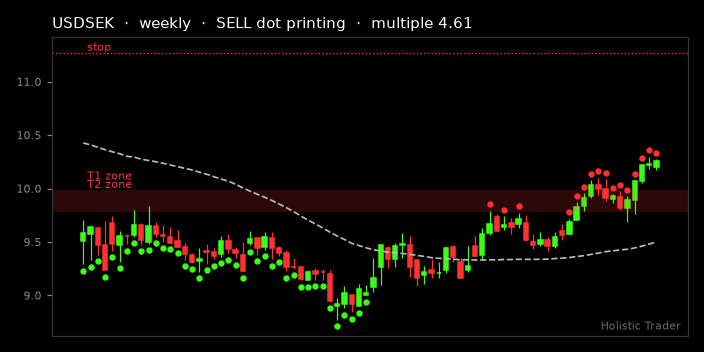 USDSEK · weekly · SELL dot printing · multiple 4.61
stop
11.0
10.5
T1 zone
T2 zone
10.0
9.5
9.0
Holistic Trader